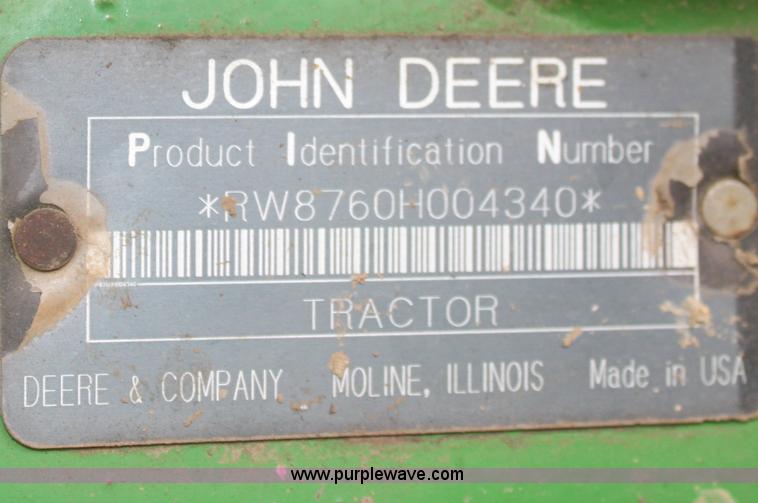 JOHN DEERE
Product Identification Number
*RW8760H004340*
TRACTOR
DEERE & COMPANY MOLINE, ILLINOIS Made in USA
www.purplewave.com